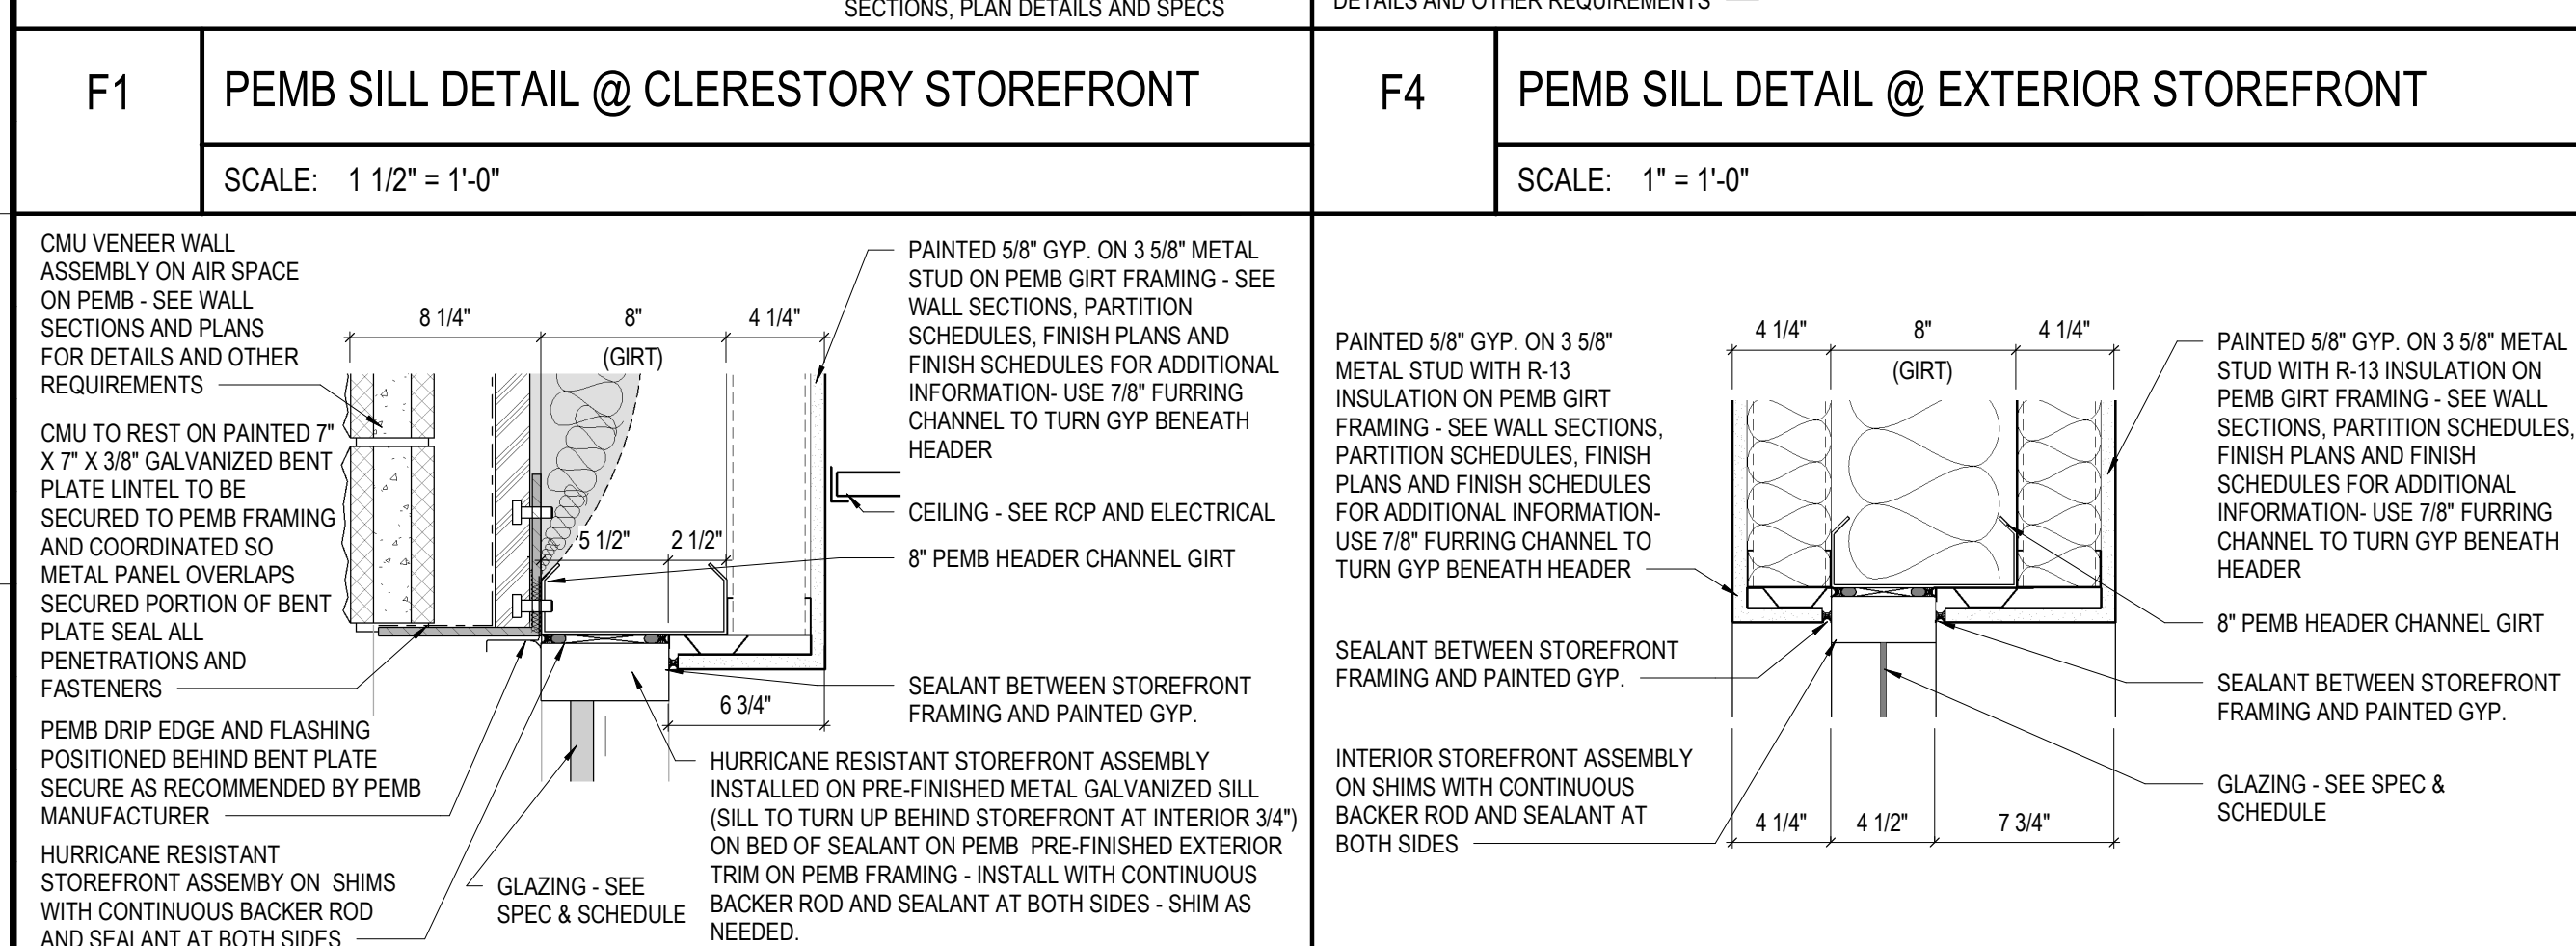 SECTIONS, PLAN DETAILS AND SPECS
DETAILS AND OTHER REQUIREMENTS
F1
PEMB SILL DETAIL @ CLERESTORY STOREFRONT
SCALE: 1 1/2" = 1'-0"
F4
PEMB SILL DETAIL @ EXTERIOR STOREFRONT
SCALE: 1" = 1'-0"
CMU VENEER WALL
ASSEMBLY ON AIR SPACE
ON PEMB - SEE WALL
SECTIONS AND PLANS
FOR DETAILS AND OTHER
REQUIREMENTS
CMU TO REST ON PAINTED 7"
X 7" X 3/8" GALVANIZED BENT
PLATE LINTEL TO BE
SECURED TO PEMB FRAMING
AND COORDINATED SO
METAL PANEL OVERLAPS
SECURED PORTION OF BENT
PLATE SEAL ALL
PENETRATIONS AND
FASTENERS
PEMB DRIP EDGE AND FLASHING
POSITIONED BEHIND BENT PLATE
SECURE AS RECOMMENDED BY PEMB
MANUFACTURER
HURRICANE RESISTANT
STOREFRONT ASSEMBY ON SHIMS
WITH CONTINUOUS BACKER ROD
AND SEALANT AT BOTH SIDES
8 1/4"
8"
4 1/4"
(GIRT)
5 1/2"
2 1/2"
6 3/4"
GLAZING - SEE
SPEC & SCHEDULE
PAINTED 5/8" GYP. ON 3 5/8" METAL
STUD ON PEMB GIRT FRAMING - SEE
WALL SECTIONS, PARTITION
SCHEDULES, FINISH PLANS AND
FINISH SCHEDULES FOR ADDITIONAL
INFORMATION- USE 7/8" FURRING
CHANNEL TO TURN GYP BENEATH
HEADER
CEILING - SEE RCP AND ELECTRICAL
8" PEMB HEADER CHANNEL GIRT
SEALANT BETWEEN STOREFRONT
FRAMING AND PAINTED GYP.
HURRICANE RESISTANT STOREFRONT ASSEMBLY
INSTALLED ON PRE-FINISHED METAL GALVANIZED SILL
(SILL TO TURN UP BEHIND STOREFRONT AT INTERIOR 3/4")
ON BED OF SEALANT ON PEMB PRE-FINISHED EXTERIOR
TRIM ON PEMB FRAMING - INSTALL WITH CONTINUOUS
BACKER ROD AND SEALANT AT BOTH SIDES - SHIM AS
NEEDED.
PAINTED 5/8" GYP. ON 3 5/8"
METAL STUD WITH R-13
INSULATION ON PEMB GIRT
FRAMING - SEE WALL SECTIONS,
PARTITION SCHEDULES, FINISH
PLANS AND FINISH SCHEDULES
FOR ADDITIONAL INFORMATION-
USE 7/8" FURRING CHANNEL TO
TURN GYP BENEATH HEADER
SEALANT BETWEEN STOREFRONT
FRAMING AND PAINTED GYP.
INTERIOR STOREFRONT ASSEMBLY
ON SHIMS WITH CONTINUOUS
BACKER ROD AND SEALANT AT
BOTH SIDES
4 1/4"
8"
4 1/4"
(GIRT)
4 1/4"
4 1/2"
7 3/4"
PAINTED 5/8" GYP. ON 3 5/8" METAL
STUD WITH R-13 INSULATION ON
PEMB GIRT FRAMING - SEE WALL
SECTIONS, PARTITION SCHEDULES,
FINISH PLANS AND FINISH
SCHEDULES FOR ADDITIONAL
INFORMATION- USE 7/8" FURRING
CHANNEL TO TURN GYP BENEATH
HEADER
8" PEMB HEADER CHANNEL GIRT
SEALANT BETWEEN STOREFRONT
FRAMING AND PAINTED GYP.
GLAZING - SEE SPEC &
SCHEDULE